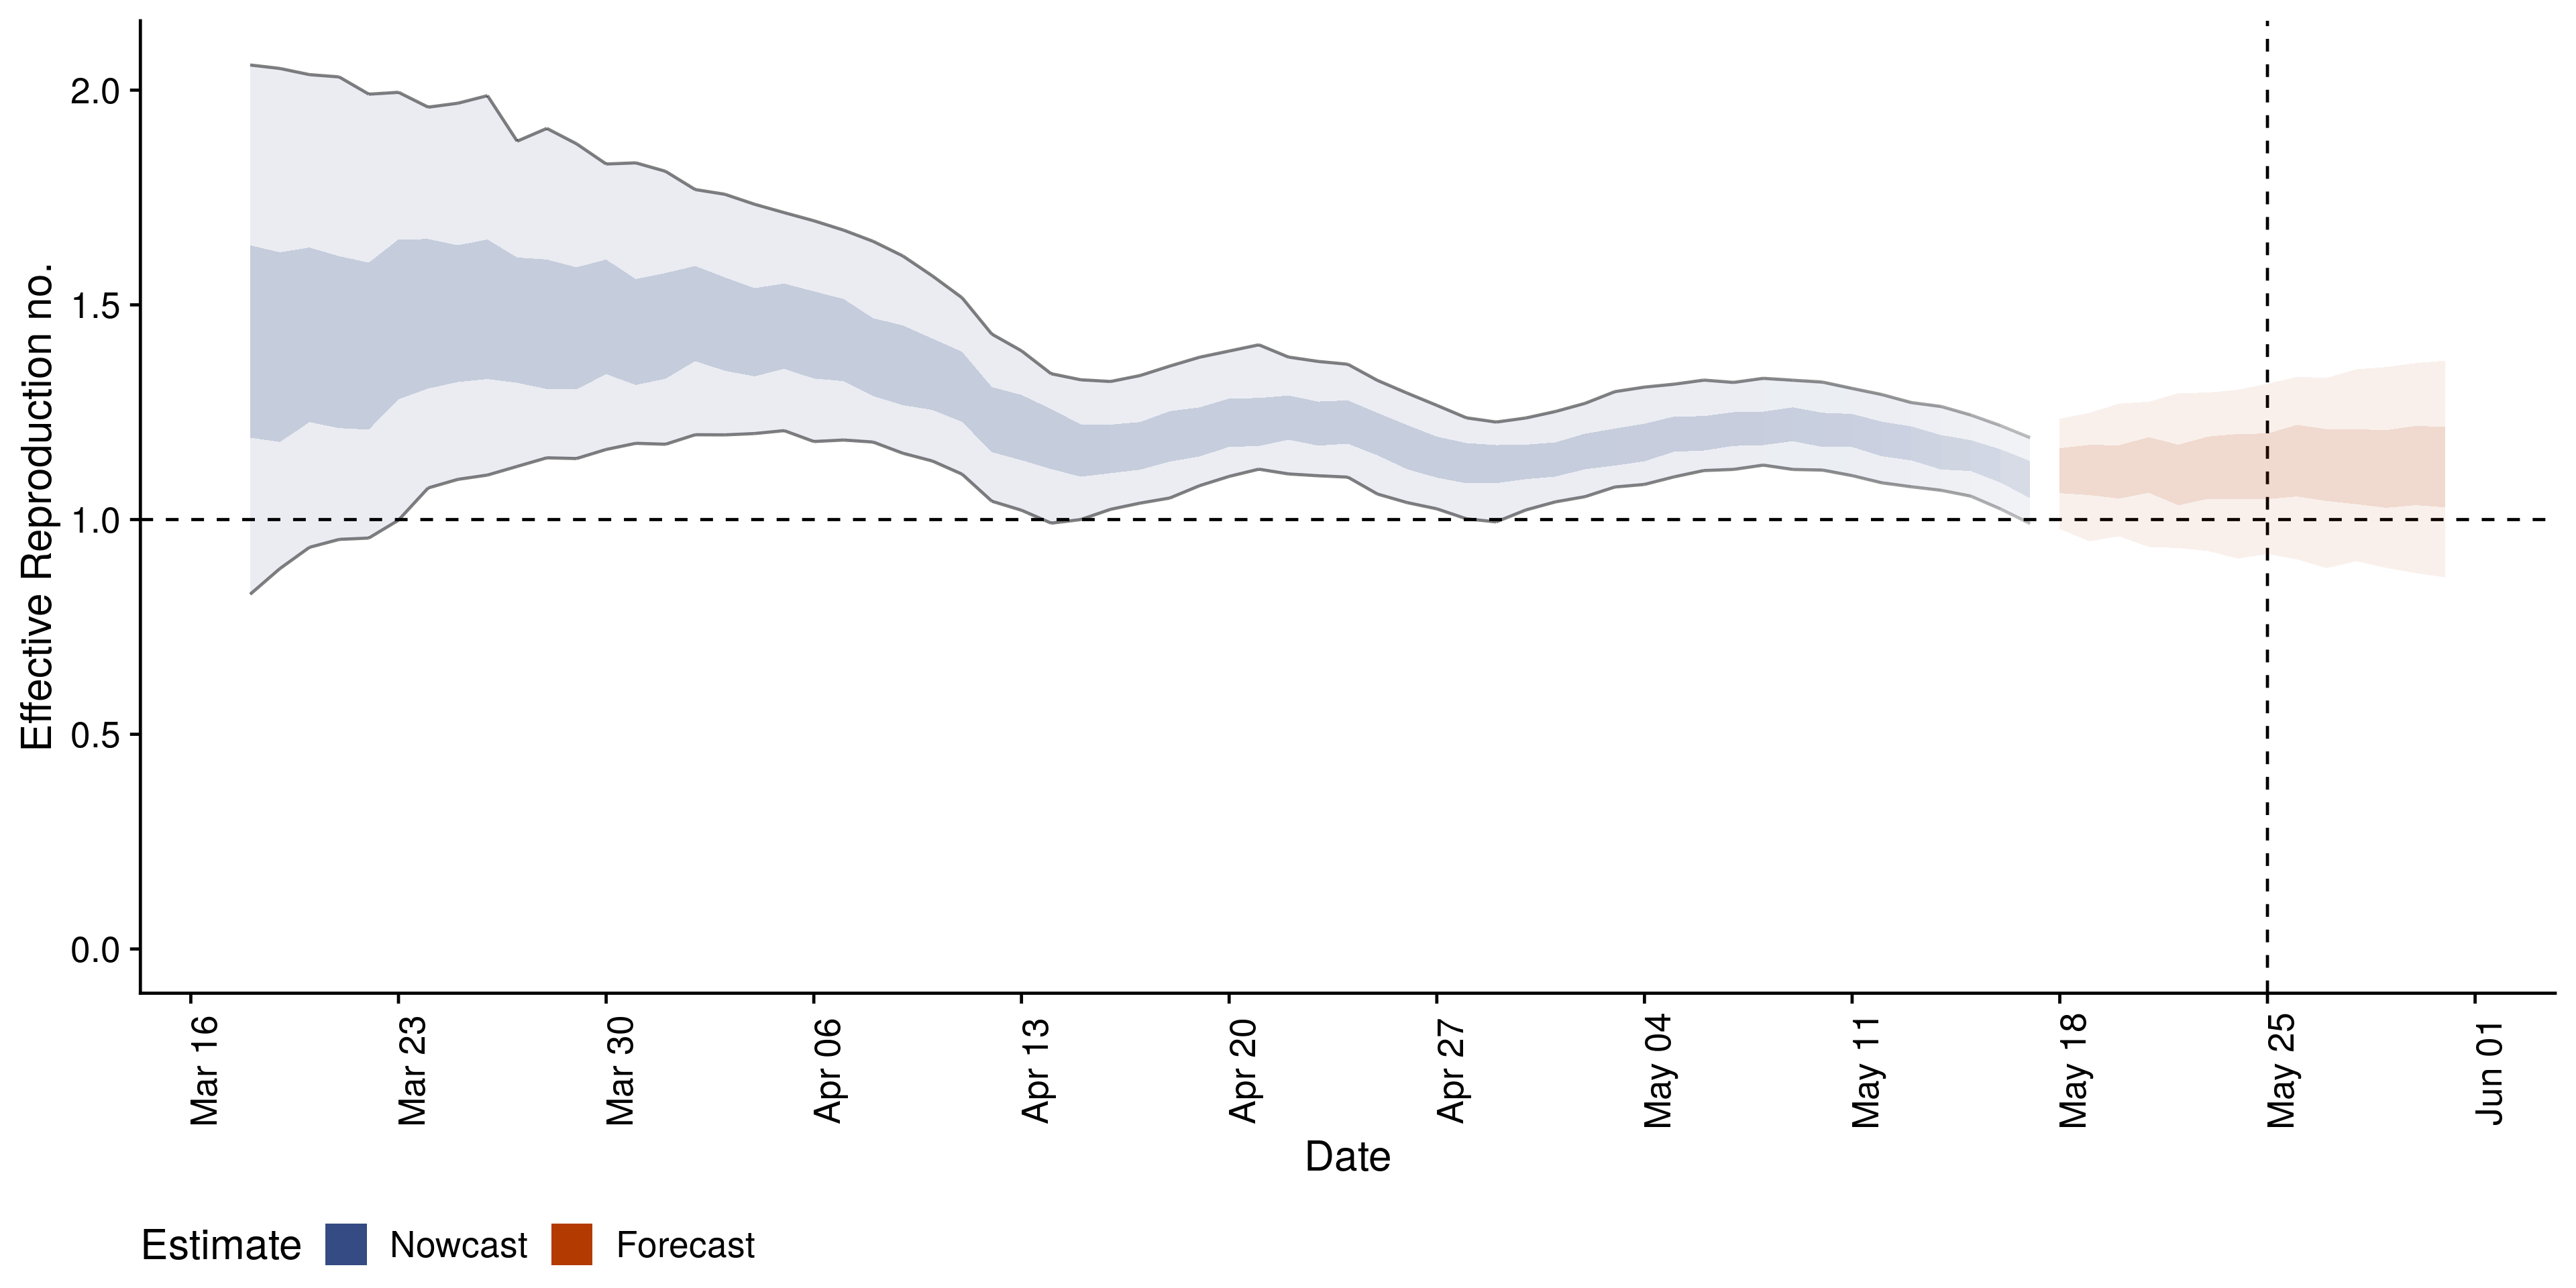 Effective Reproduction no.
2.0
1.5
1.0
0.5
0.0
Mar 16
Mar 23
Mar 30
Apr 06
Apr 13
Apr 20
Apr 27
May 04
May 11
May 18
May 25
Jun 01
Date
Estimate Nowcast Forecast